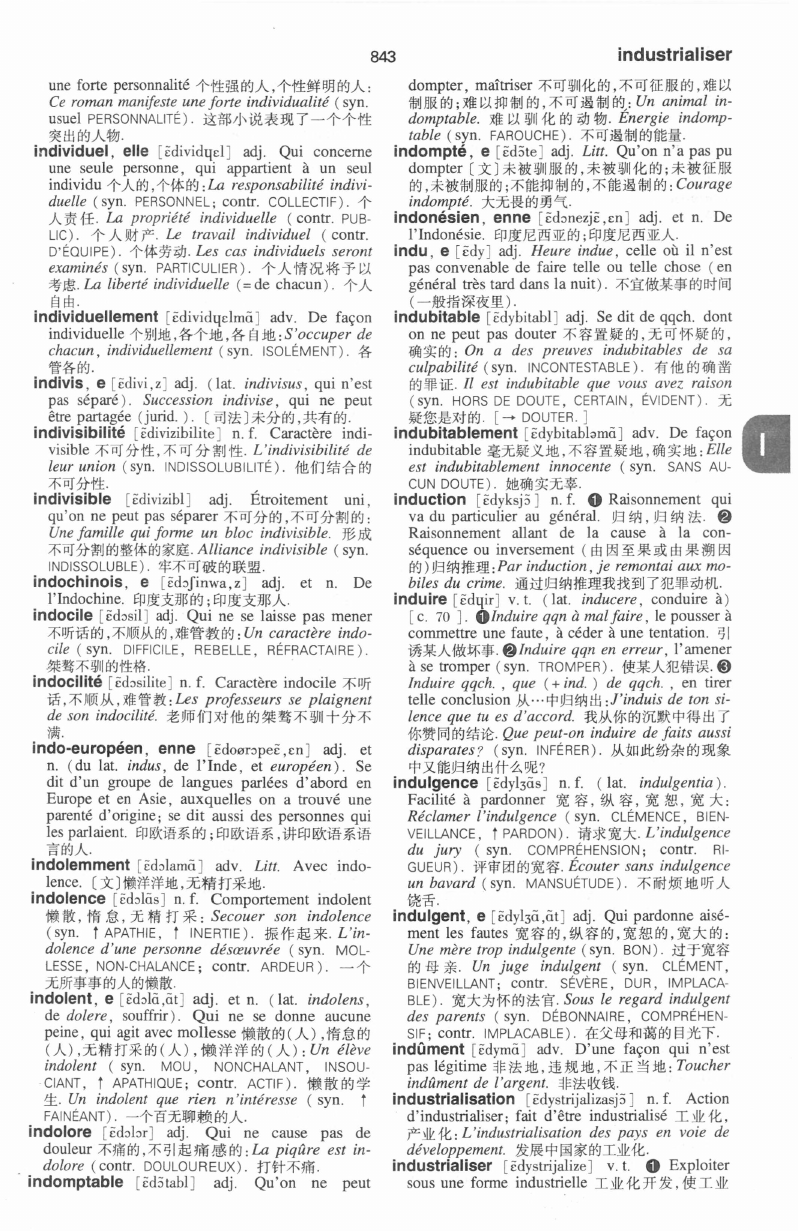 843
industrialiser
une forte personnalité 个性强的人,个性鲜明的人:
Ce roman manifeste une forte individualité (syn.
usuel PERSONNALITÉ). 这部小说表现了一个个性
突出的人物.
individuel, elle [ɛ̃dividɥɛl] adj. Qui concerne
une seule personne, qui appartient à un seul
individu 个人的,个体的:La responsabilité indivi-
duelle (syn. PERSONNEL; contr. COLLECTIF). 个
人责任. La propriété individuelle (contr. PUB-
LIC). 个人财产. Le travail individuel (contr.
D'ÉQUIPE). 个体劳动. Les cas individuels seront
examinés (syn. PARTICULIER). 个人情况将予以
考虑. La liberté individuelle (=de chacun). 个人
自由.
individuellement [ɛ̃dividɥɛlmɑ̃] adv. De façon
individuelle 个别地,各个地,各自地:S'occuper de
chacun, individuellement (syn. ISOLÉMENT). 各
管各的.
indivis, e [ɛ̃divi,z] adj. (lat. indivisus, qui n'est
pas séparé). Succession indivise, qui ne peut
être partagée (jurid.). [司法]未分的,共有的.
indivisibilité [ɛ̃divizibilite] n.f. Caractère indi-
visible 不可分性,不可分割性. L'indivisibilité de
leur union (syn. INDISSOLUBILITÉ). 他们结合的
不可分性.
indivisible [ɛ̃divizibl] adj. Étroitement uni,
qu'on ne peut pas séparer 不可分的,不可分割的:
Une famille qui forme un bloc indivisible. 形成
不可分割的整体的家庭. Alliance indivisible (syn.
INDISSOLUBLE). 牢不可破的联盟.
indochinois, e [ɛ̃dɔʃinwa,z] adj. et n. De
l'Indochine. 印度支那的;印度支那人.
indocile [ɛ̃dɔsil] adj. Qui ne se laisse pas mener
不听话的,不顺从的,难管教的:Un caractère indo-
cile (syn. DIFFICILE, REBELLE, RÉFRACTAIRE).
桀骜不驯的性格.
indocilité [ɛ̃dɔsilite] n.f. Caractère indocile 不听
话,不顺从,难管教:Les professeurs se plaignent
de son indocilité. 老师们对他的桀骜不驯十分不
满.
indo-européen, enne [ɛ̃doørɔpeɛ̃,ɛn] adj. et
n. (du lat. indus, de l'Inde, et européen). Se
dit d'un groupe de langues parlées d'abord en
Europe et en Asie, auxquelles on a trouvé une
parenté d'origine; se dit aussi des personnes qui
les parlaient. 印欧语系的;印欧语系,讲印欧语系语
言的人.
indolemment [ɛ̃dɔlamɑ̃] adv. Litt. Avec indo-
lence. [文]懒洋洋地,无精打采地.
indolence [ɛ̃dɔlɑ̃s] n.f. Comportement indolent
懒散,惰怠,无精打采: Secouer son indolence
(syn. ↑ APATHIE, ↑ INERTIE). 振作起来. L'in-
dolence d'une personne désœuvrée (syn. MOL-
LESSE, NON-CHALANCE; contr. ARDEUR). 一个
无所事事的人的懒散.
indolent, e [ɛ̃dɔlɑ̃,ɑ̃t] adj. et n. (lat. indolens,
de dolere, souffrir). Qui ne se donne aucune
peine, qui agit avec mollesse 懒散的(人),惰怠的
(人),无精打采的(人),懒洋洋的(人):Un élève
indolent (syn. MOU, NONCHALANT, INSOU-
CIANT, ↑ APATHIQUE; contr. ACTIF). 懒散的学
生. Un indolent que rien n'intéresse (syn. ↑
FAINÉANT). 一个百无聊赖的人.
indolore [ɛ̃dɔlɔr] adj. Qui ne cause pas de
douleur 不痛的,不引起痛感的:La piqûre est in-
dolore (contr. DOULOUREUX). 打针不痛.
indomptable [ɛ̃dɔ̃tabl] adj. Qu'on ne peut
dompter, maîtriser 不可驯化的,不可征服的,难以
制服的;难以抑制的,不可遏制的: Un animal in-
domptable. 难以驯化的动物. Énergie indomp-
table (syn. FAROUCHE). 不可遏制的能量.
indompté, e [ɛ̃dɔ̃te] adj. Litt. Qu'on n'a pas pu
dompter [文]未被驯服的,未被驯化的;未被征服
的,未被制服的;不能抑制的,不能遏制的:Courage
indompté. 大无畏的勇气.
indonésien, enne [ɛ̃dɔnezjɛ̃,ɛn] adj. et n. De
l'Indonésie. 印度尼西亚的;印度尼西亚人.
indu, e [ɛ̃dy] adj. Heure indue, celle où il n'est
pas convenable de faire telle ou telle chose (en
général très tard dans la nuit). 不宜做某事的时间
(一般指深夜里).
indubitable [ɛ̃dybitabl] adj. Se dit de qqch. dont
on ne peut pas douter 不容置疑的,无可怀疑的,
确实的: On a des preuves indubitables de sa
culpabilité (syn. INCONTESTABLE). 有他的确凿
的罪证. Il est indubitable que vous avez raison
(syn. HORS DE DOUTE, CERTAIN, ÉVIDENT). 无
疑您是对的. [→ DOUTER.]
indubitablement [ɛ̃dybitabləmɑ̃] adv. De façon
indubitable 毫无疑义地,不容置疑地,确实地:Elle
est indubitablement innocente (syn. SANS AU-
CUN DOUTE). 她确实无辜.
I
induction [ɛ̃dyksjɔ̃] n.f. ❶ Raisonnement qui
va du particulier au général. 归纳,归纳法. ❷
Raisonnement allant de la cause à la con-
séquence ou inversement (由因至果或由果溯因
的)归纳推理:Par induction, je remontai aux mo-
biles du crime. 通过归纳推理我找到了犯罪动机.
induire [ɛ̃dɥir] v.t. (lat. inducere, conduire à)
[c. 70]. ❶Induire qqn à mal faire, le pousser à
commettre une faute, à céder à une tentation. 引
诱某人做坏事. ❷Induire qqn en erreur, l'amener
à se tromper (syn. TROMPER). 使某人犯错误. ❸
Induire qqch., que (+ind.) de qqch., en tirer
telle conclusion 从…中归纳出:J'induis de ton si-
lence que tu es d'accord. 我从你的沉默中得出了
你赞同的结论. Que peut-on induire de faits aussi
disparates? (syn. INFÉRER). 从如此纷杂的现象
中又能归纳出什么呢?
indulgence [ɛ̃dylʒɑ̃s] n.f. (lat. indulgentia).
Facilité à pardonner 宽容,纵容,宽恕,宽大:
Réclamer l'indulgence (syn. CLÉMENCE, BIEN-
VEILLANCE, ↑ PARDON). 请求宽大. L'indulgence
du jury (syn. COMPRÉHENSION; contr. RI-
GUEUR). 评审团的宽容. Écouter sans indulgence
un bavard (syn. MANSUÉTUDE). 不耐烦地听人
饶舌.
indulgent, e [ɛ̃dylʒɑ̃,ɑ̃t] adj. Qui pardonne aisé-
ment les fautes 宽容的,纵容的,宽恕的,宽大的:
Une mère trop indulgente (syn. BON). 过于宽容
的母亲. Un juge indulgent (syn. CLÉMENT,
BIENVEILLANT; contr. SÉVÈRE, DUR, IMPLACA-
BLE). 宽大为怀的法官. Sous le regard indulgent
des parents (syn. DÉBONNAIRE, COMPRÉHEN-
SIF; contr. IMPLACABLE). 在父母和蔼的目光下.
indûment [ɛ̃dymɑ̃] adv. D'une façon qui n'est
pas légitime 非法地,违规地,不正当地:Toucher
indûment de l'argent. 非法收钱.
industrialisation [ɛ̃dystrijalizasjɔ̃] n.f. Action
d'industrialiser; fait d'être industrialisé 工业化,
产业化:L'industrialisation des pays en voie de
développement. 发展中国家的工业化.
industrialiser [ɛ̃dystrijalize] v.t. ❶ Exploiter
sous une forme industrielle 工业化开发,使工业